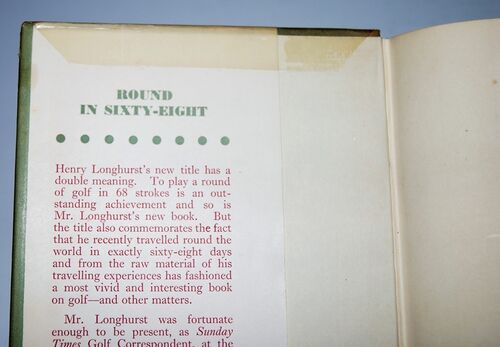 ROUND
IN SIXTY-EIGHT
Henry Longhurst's new title has a
double meaning. To play a round
of golf in 68 strokes is an out-
standing achievement and so is
Mr. Longhurst's new book. But
the title also commemorates the fact
that he recently travelled round the
world in exactly sixty-eight days
and from the raw material of his
travelling experiences has fashioned
a most vivid and interesting book
on golf—and other matters.
Mr. Longhurst was fortunate
enough to be present, as Sunday
Times Golf Correspondent, at the